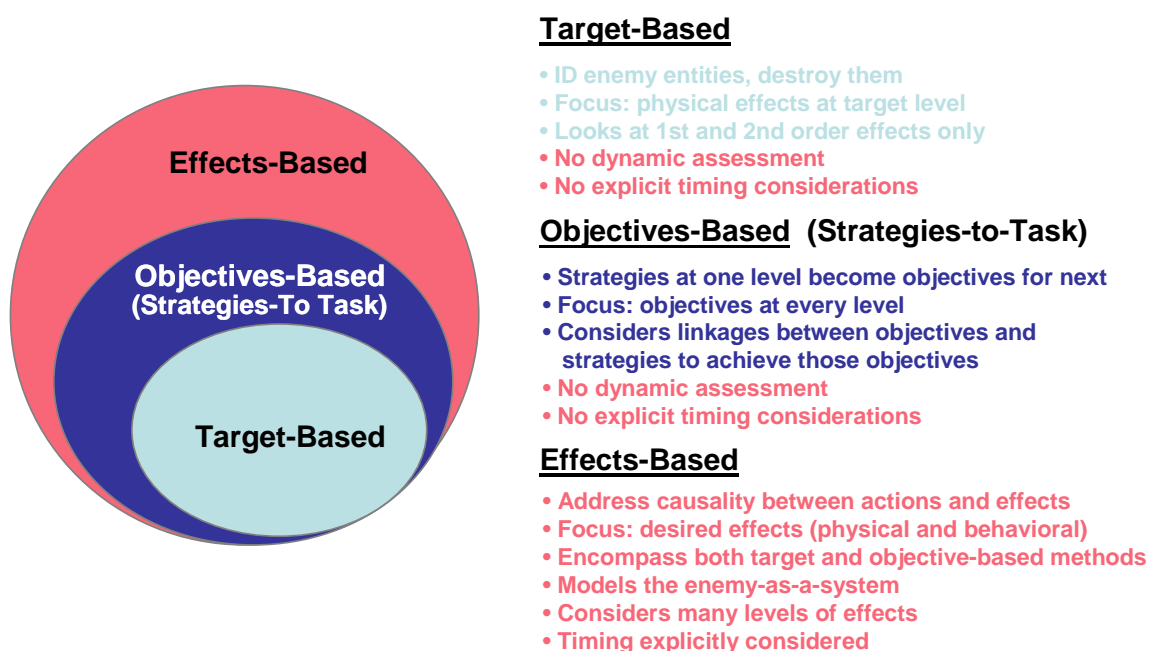 Effects-Based
Objectives-Based
(Strategies-To Task)
Target-Based
Target-Based
• ID enemy entities, destroy them
• Focus: physical effects at target level
• Looks at 1st and 2nd order effects only
• No dynamic assessment
• No explicit timing considerations
Objectives-Based (Strategies-to-Task)
• Strategies at one level become objectives for next
• Focus: objectives at every level
• Considers linkages between objectives and
strategies to achieve those objectives
• No dynamic assessment
• No explicit timing considerations
Effects-Based
• Address causality between actions and effects
• Focus: desired effects (physical and behavioral)
• Encompass both target and objective-based methods
• Models the enemy-as-a-system
• Considers many levels of effects
• Timing explicitly considered